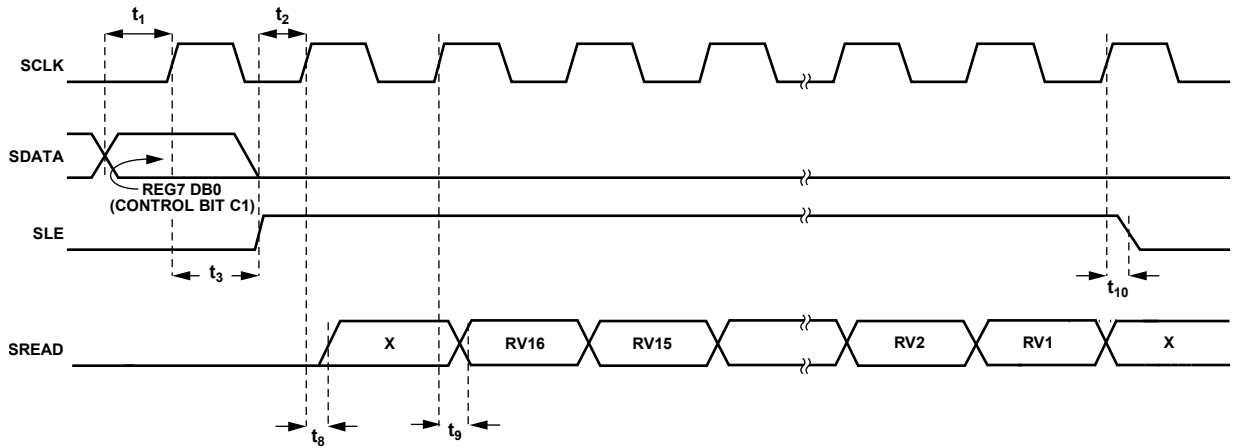 t1
t2
SCLK
SDATA
REG7 DB0
(CONTROL BIT C1)
SLE
t3
t10
SREAD
X
RV16
RV15
RV2
RV1
X
t8
t9